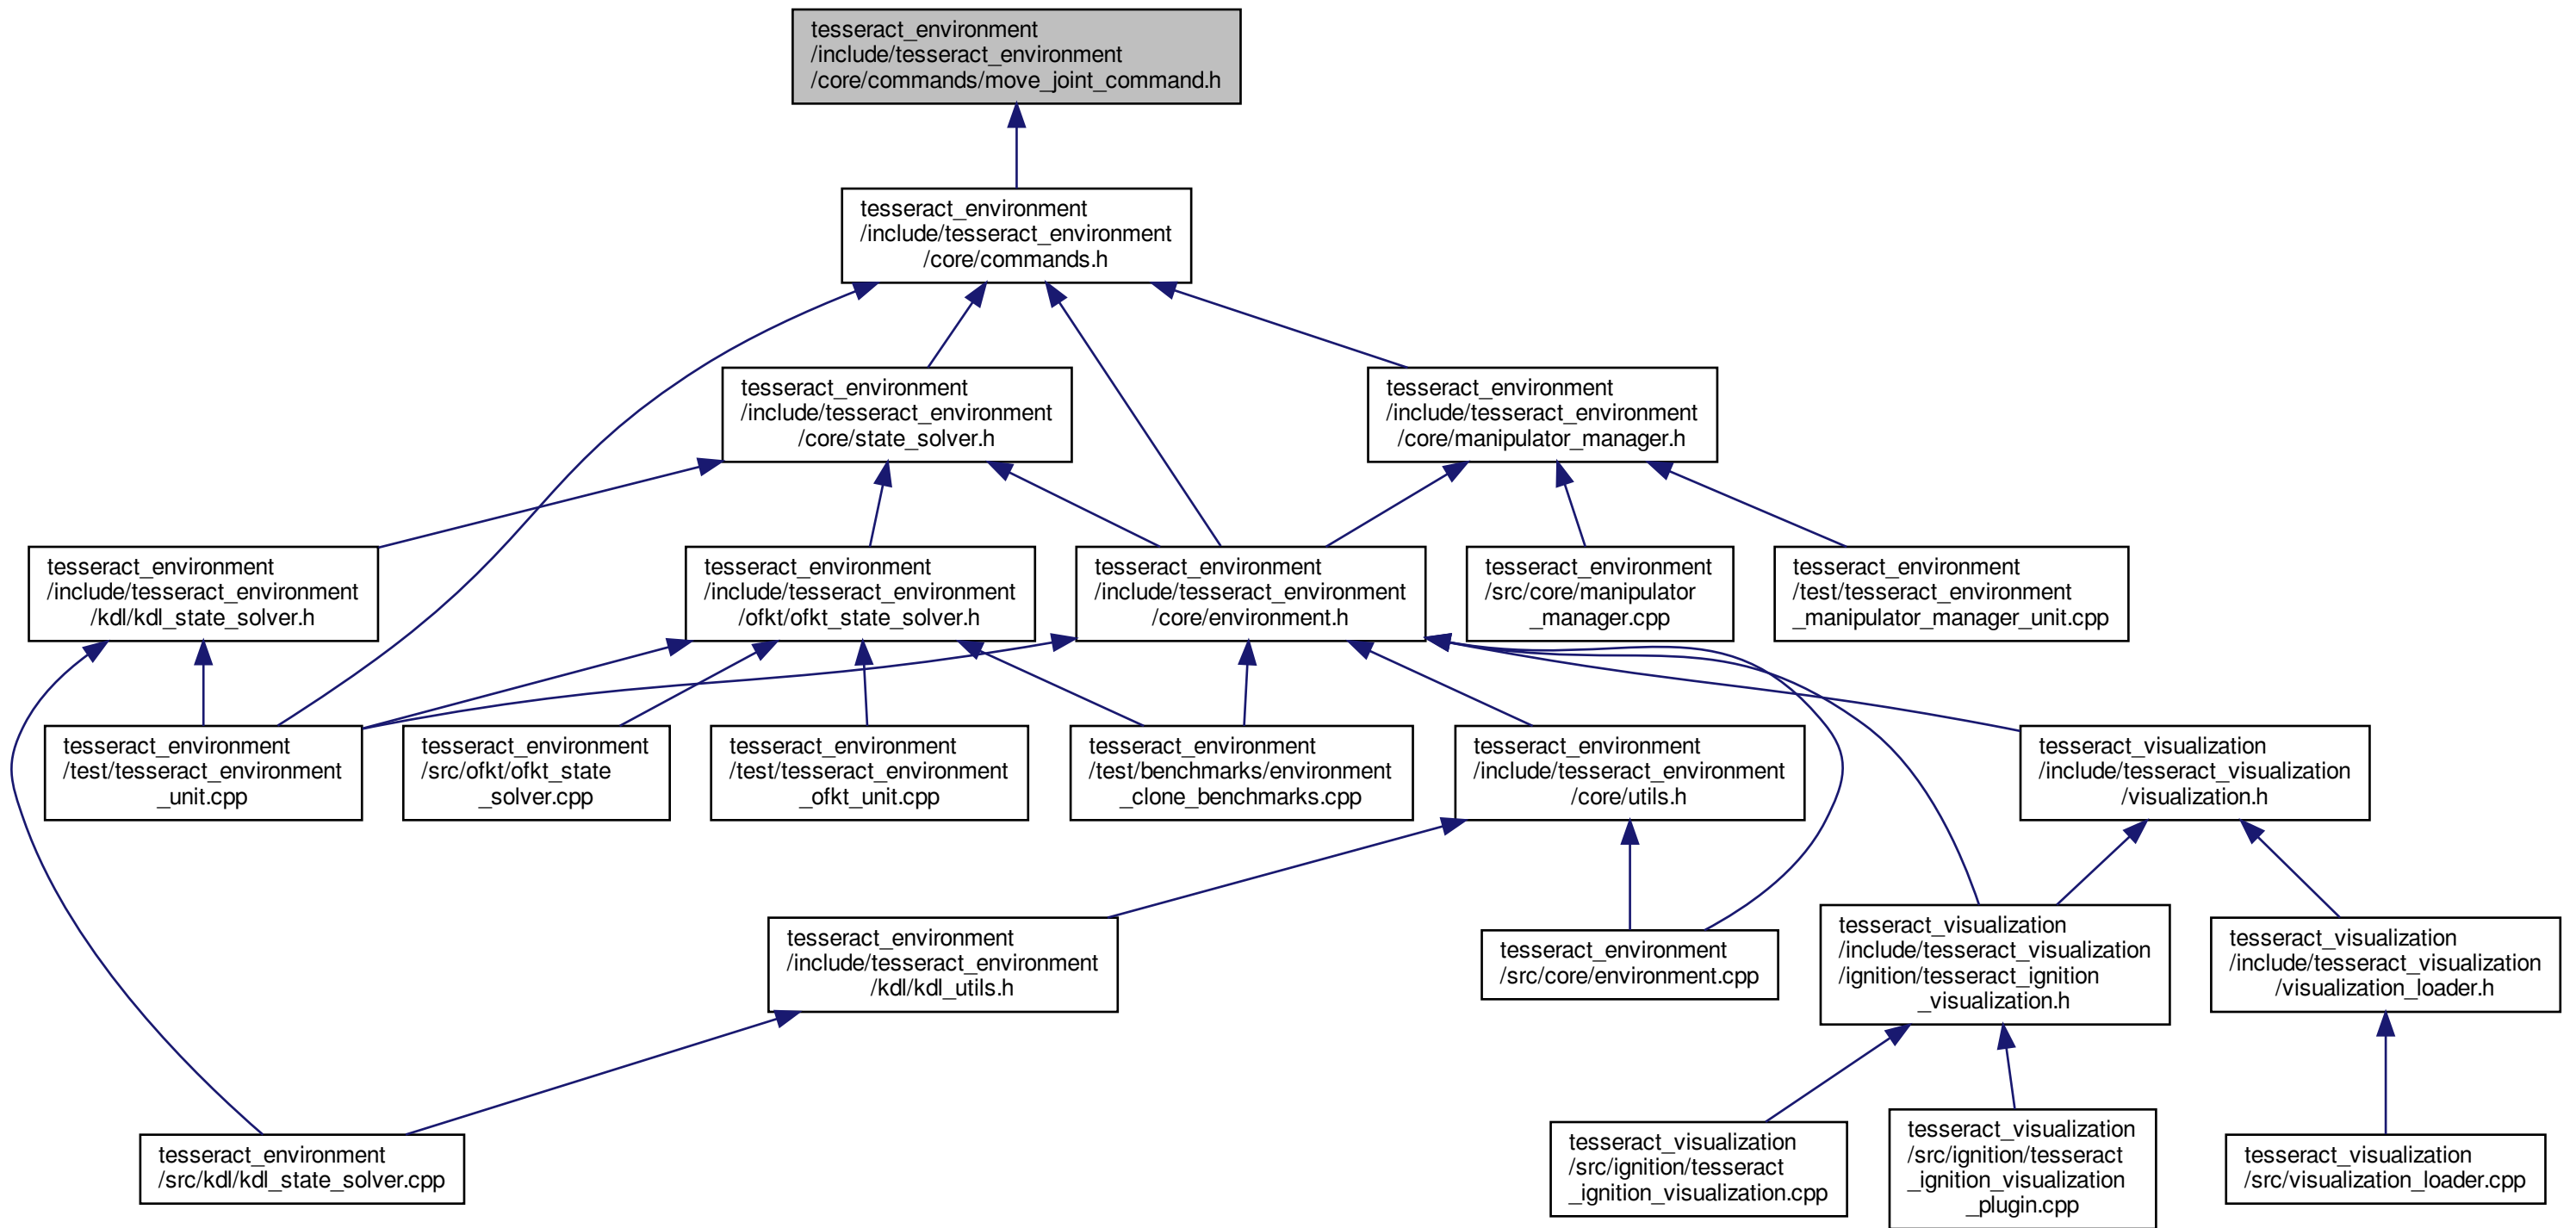 tesseract_environment
/include/tesseract_environment
/core/commands/move_joint_command.h
tesseract_environment
/include/tesseract_environment
/core/commands.h
tesseract_environment
/include/tesseract_environment
/core/state_solver.h
tesseract_environment
/include/tesseract_environment
/core/manipulator_manager.h
tesseract_environment
/include/tesseract_environment
/kdl/kdl_state_solver.h
tesseract_environment
/include/tesseract_environment
/ofkt/ofkt_state_solver.h
tesseract_environment
/include/tesseract_environment
/core/environment.h
tesseract_environment
/src/core/manipulator
_manager.cpp
tesseract_environment
/test/tesseract_environment
_manipulator_manager_unit.cpp
tesseract_environment
/test/tesseract_environment
_unit.cpp
tesseract_environment
/src/ofkt/ofkt_state
_solver.cpp
tesseract_environment
/test/tesseract_environment
_ofkt_unit.cpp
tesseract_environment
/test/benchmarks/environment
_clone_benchmarks.cpp
tesseract_environment
/include/tesseract_environment
/core/utils.h
tesseract_visualization
/include/tesseract_visualization
/visualization.h
tesseract_environment
/include/tesseract_environment
/kdl/kdl_utils.h
tesseract_environment
/src/core/environment.cpp
tesseract_visualization
/include/tesseract_visualization
/ignition/tesseract_ignition
_visualization.h
tesseract_visualization
/include/tesseract_visualization
/visualization_loader.h
tesseract_environment
/src/kdl/kdl_state_solver.cpp
tesseract_visualization
/src/ignition/tesseract
_ignition_visualization.cpp
tesseract_visualization
/src/ignition/tesseract
_ignition_visualization
_plugin.cpp
tesseract_visualization
/src/visualization_loader.cpp